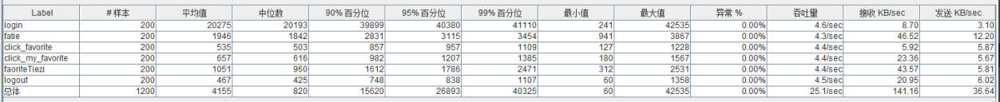 Label # 样本 平均值 中位数 90% 百分位 95% 百分位 99% 百分位 最小值 最大值 异常 % 吞吐量 接收 KB/sec 发送 KB/sec
login 200 20275 20193 39899 40380 41110 241 42535 0.00% 4.6/sec 8.70 3.10
fatie 200 1946 1842 2831 3115 3454 941 3867 0.00% 4.3/sec 46.52 12.20
click_favorite 200 535 503 857 957 1109 127 1228 0.00% 4.4/sec 5.92 5.87
click_my_favorite 200 657 616 982 1207 1385 180 1567 0.00% 4.4/sec 23.36 5.67
faoriteTiezi 200 1051 960 1612 1786 2471 312 2531 0.00% 4.4/sec 43.57 5.81
logout 200 467 425 748 838 1107 60 1358 0.00% 4.5/sec 20.95 6.02
总体 1200 4155 820 15620 26893 40325 60 42535 0.00% 25.1/sec 141.16 36.64